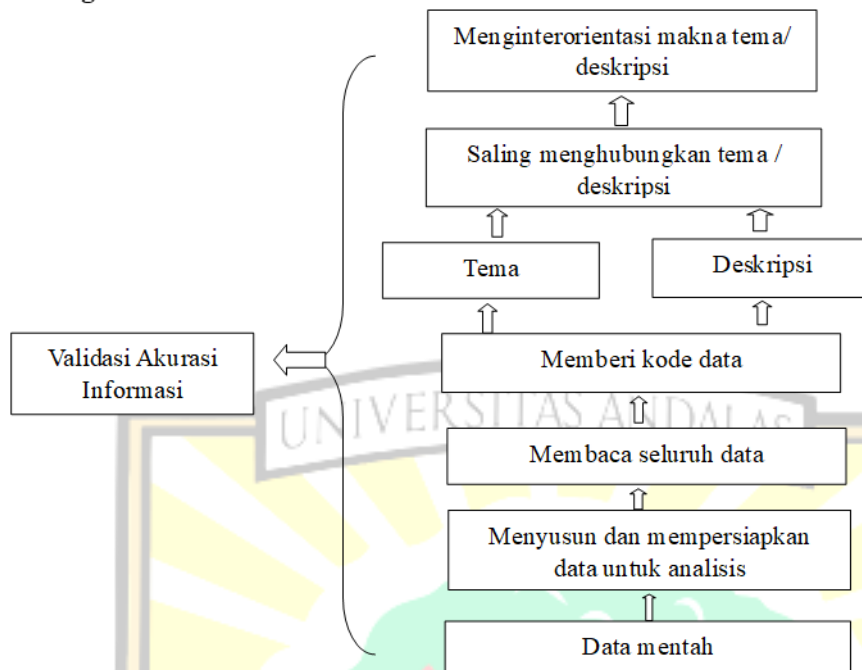 Menginterorientasi makna tema/
deskripsi
Saling menghubungkan tema /
deskripsi
Tema
Deskripsi
Validasi Akurasi
Informasi
Memberi kode data
UNIVERSITAS ANDALAS
Membaca seluruh data
Menyusun dan mempersiapkan
data untuk analisis
Data mentah